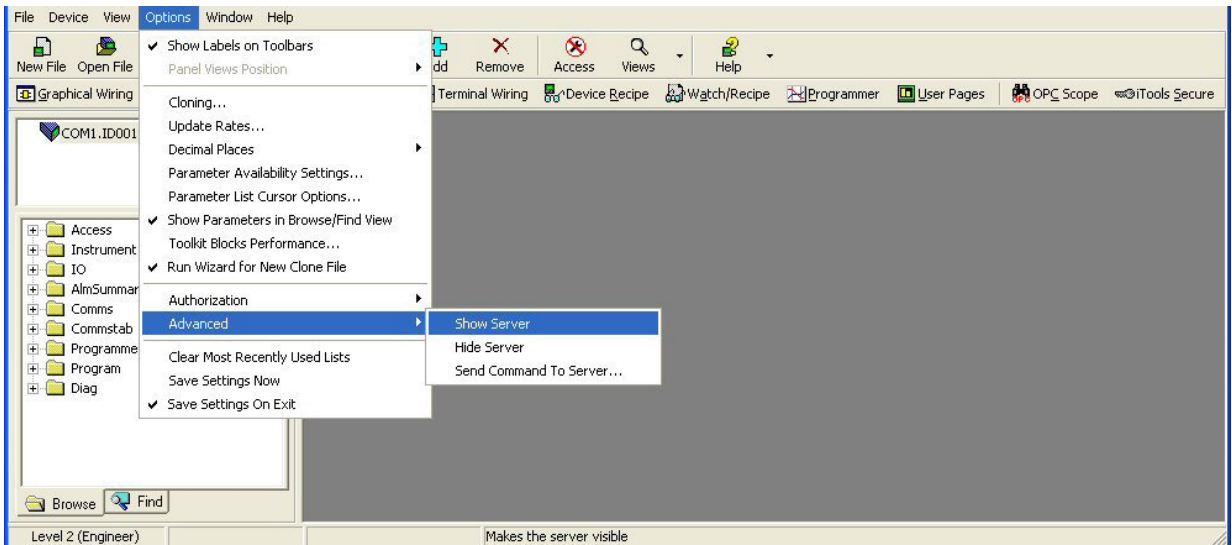 File Device View Options Window Help
New File Open File Add Remove Access Views Help
Graphical Wiring Terminal Wiring Device Recipe Watch/Recipe Programmer User Pages OPC Scope iTools Secure
Show Labels on Toolbars
Panel Views Position
Cloning...
Update Rates...
Decimal Places
Parameter Availability Settings...
Parameter List Cursor Options...
Show Parameters in Browse/Find View
Toolkit Blocks Performance...
Run Wizard for New Clone File
Authorization
Advanced
Clear Most Recently Used Lists
Save Settings Now
Save Settings On Exit
Show Server
Hide Server
Send Command To Server...
COM1.ID001
Access
Instrument
IO
AlmSummar
Comms
Commstab
Programme
Program
Diag
Browse Find
Level 2 (Engineer) Makes the server visible